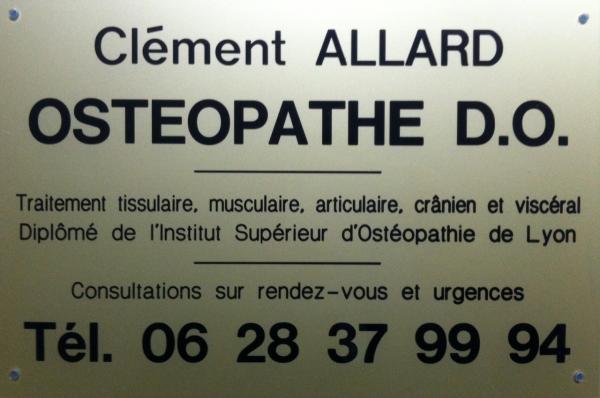 Clément ALLARD
OSTEOPATHE D.O.
Traitement tissulaire, musculaire, articulaire, crânien et viscéral
Diplômé de l'Institut Supérieur d'Ostéopathie de Lyon
Consultations sur rendez-vous et urgences
Tél. 06 28 37 99 94